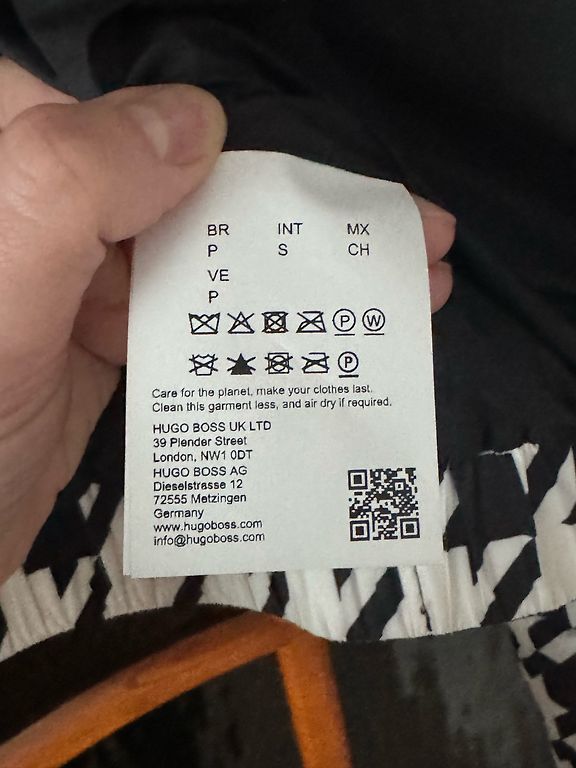 BR INT MX
P S CH
VE
P
P W
P
Care for the planet, make your clothes last.
Clean this garment less, and air dry if required.
HUGO BOSS UK LTD
39 Plender Street
London, NW1 0DT
HUGO BOSS AG
Dieselstrasse 12
72555 Metzingen
Germany
www.hugoboss.com
info@hugoboss.com